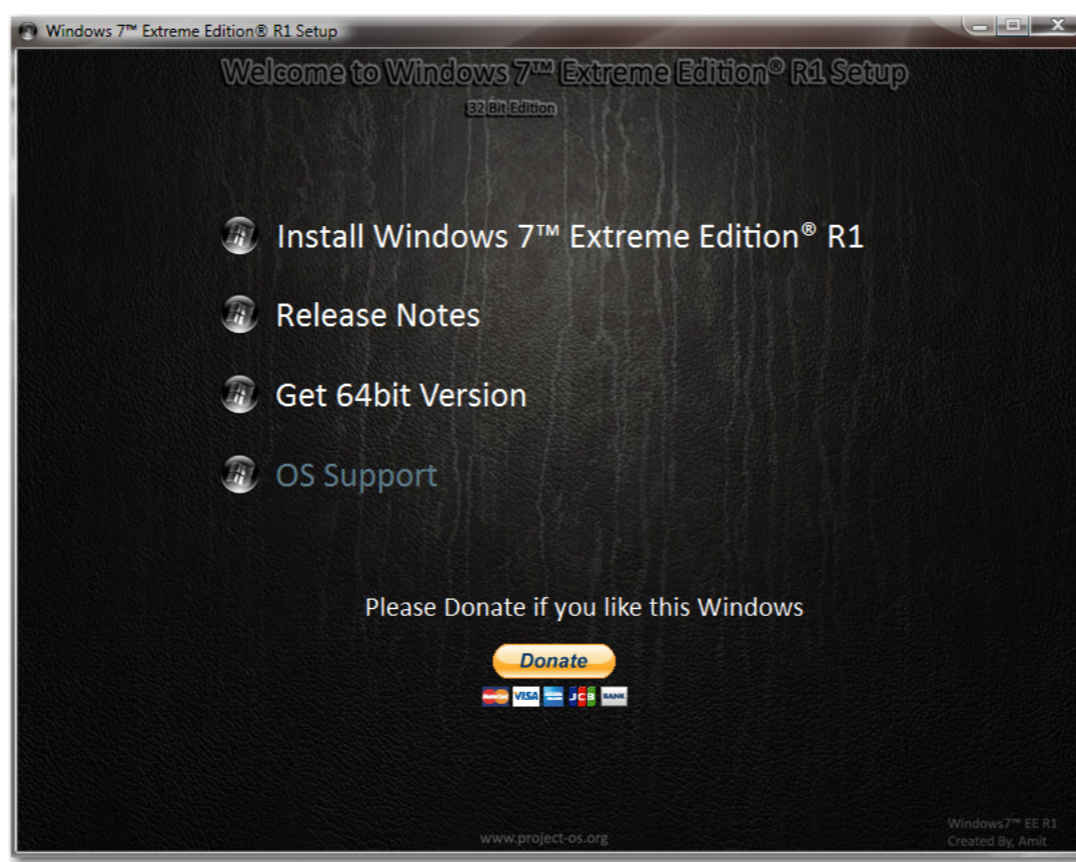 Windows 7™ Extreme Edition® R1 Setup
Welcome to Windows 7™ Extreme Edition® R1 Setup
32 Bit Edition
Install Windows 7™ Extreme Edition® R1
Release Notes
Get 64bit Version
OS Support
Please Donate if you like this Windows
Donate
VISA JCB BANK
www.project-os.org
Windows7™ EE R1
Created By, Amit